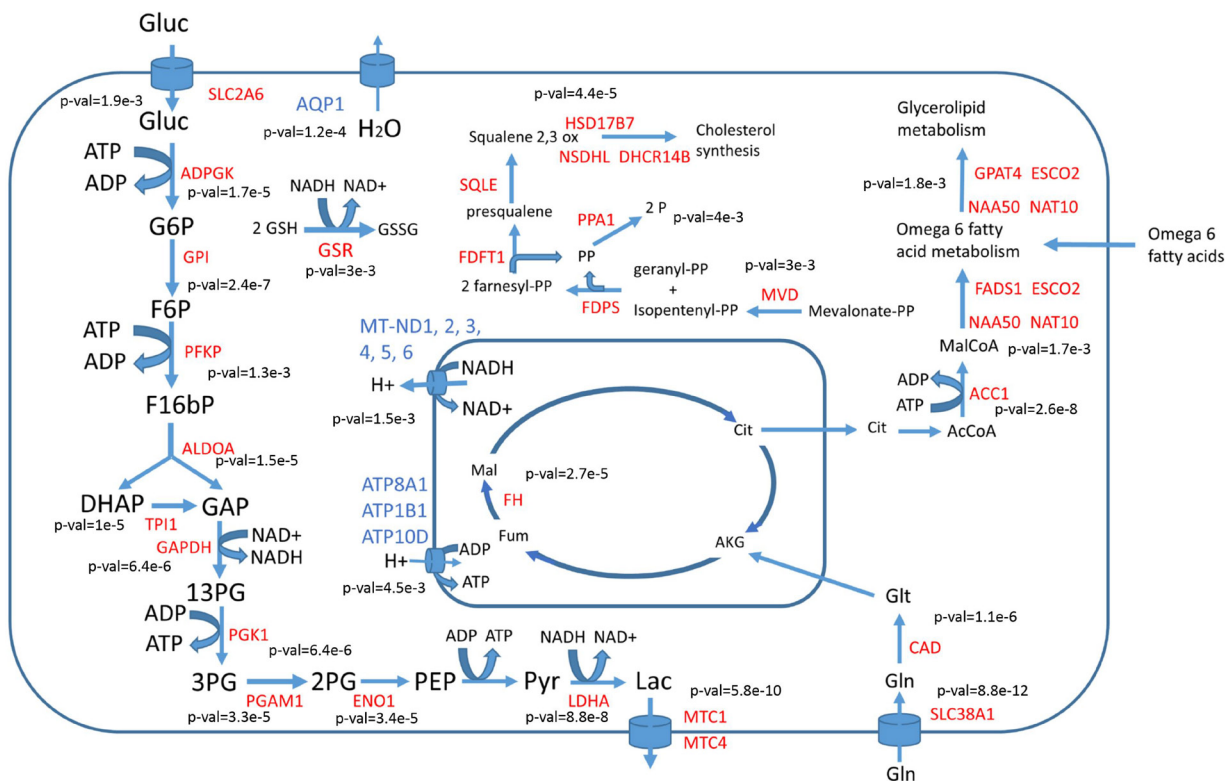 Gluc
p-val=1.9e-3
SLC2A6
Gluc
ATP
ADP
ADPGK
p-val=1.7e-5
G6P
GPI
p-val=2.4e-7
F6P
ATP
ADP
PFKP
p-val=1.3e-3
F16bP
ALDOA
p-val=1.5e-5
DHAP
GAP
p-val=1e-5
TPI1
GAPDH
NAD+
NADH
p-val=6.4e-6
13PG
ADP
ATP
PGK1
p-val=6.4e-6
3PG
PGAM1
p-val=3.3e-5
2PG
ENO1
p-val=3.4e-5
PEP
ADP ATP
Pyr
NADH NAD+
LDHA
p-val=8.8e-8
Lac
p-val=5.8e-10
MTC1
MTC4
AQP1
p-val=1.2e-4
H2O
NADH NAD+
2 GSH
GSSG
GSR
p-val=3e-3
p-val=4.4e-5
HSD17B7
Squalene 2,3 ox
NSDHL DHCR14B
Cholesterol
synthesis
SQLE
presqualene
FDFT1
PPA1
2 P
p-val=4e-3
PP
2 farnesyl-PP
FDPS
geranyl-PP
+
Isopentenyl-PP
p-val=3e-3
MVD
Mevalonate-PP
Glycerolipid
metabolism
p-val=1.8e-3
GPAT4 ESCO2
NAA50 NAT10
Omega 6 fatty
acid metabolism
Omega 6
fatty acids
FADS1 ESCO2
NAA50 NAT10
MalCoA
p-val=1.7e-3
ADP
ATP
ACC1
p-val=2.6e-8
AcCoA
Cit
Cit
MT-ND1, 2, 3,
4, 5, 6
H+
NADH
NAD+
p-val=1.5e-3
ATP8A1
ATP1B1
ATP10D
H+
ADP
ATP
p-val=4.5e-3
Mal
p-val=2.7e-5
FH
Fum
AKG
Glt
p-val=1.1e-6
CAD
Gln
p-val=8.8e-12
SLC38A1
Gln